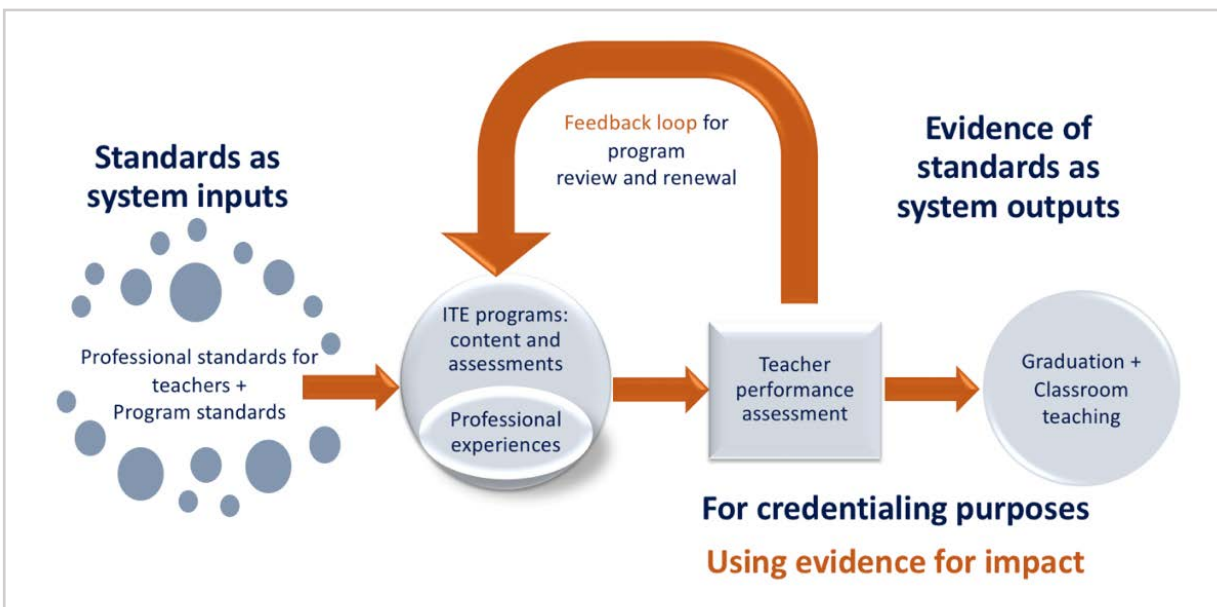 Standards as
system inputs
Professional standards for
teachers +
Program standards
Feedback loop for
program
review and renewal
ITE programs:
content and
assessments
Professional
experiences
Teacher
performance
assessment
Evidence of
standards as
system outputs
Graduation +
Classroom
teaching
For credentialing purposes
Using evidence for impact